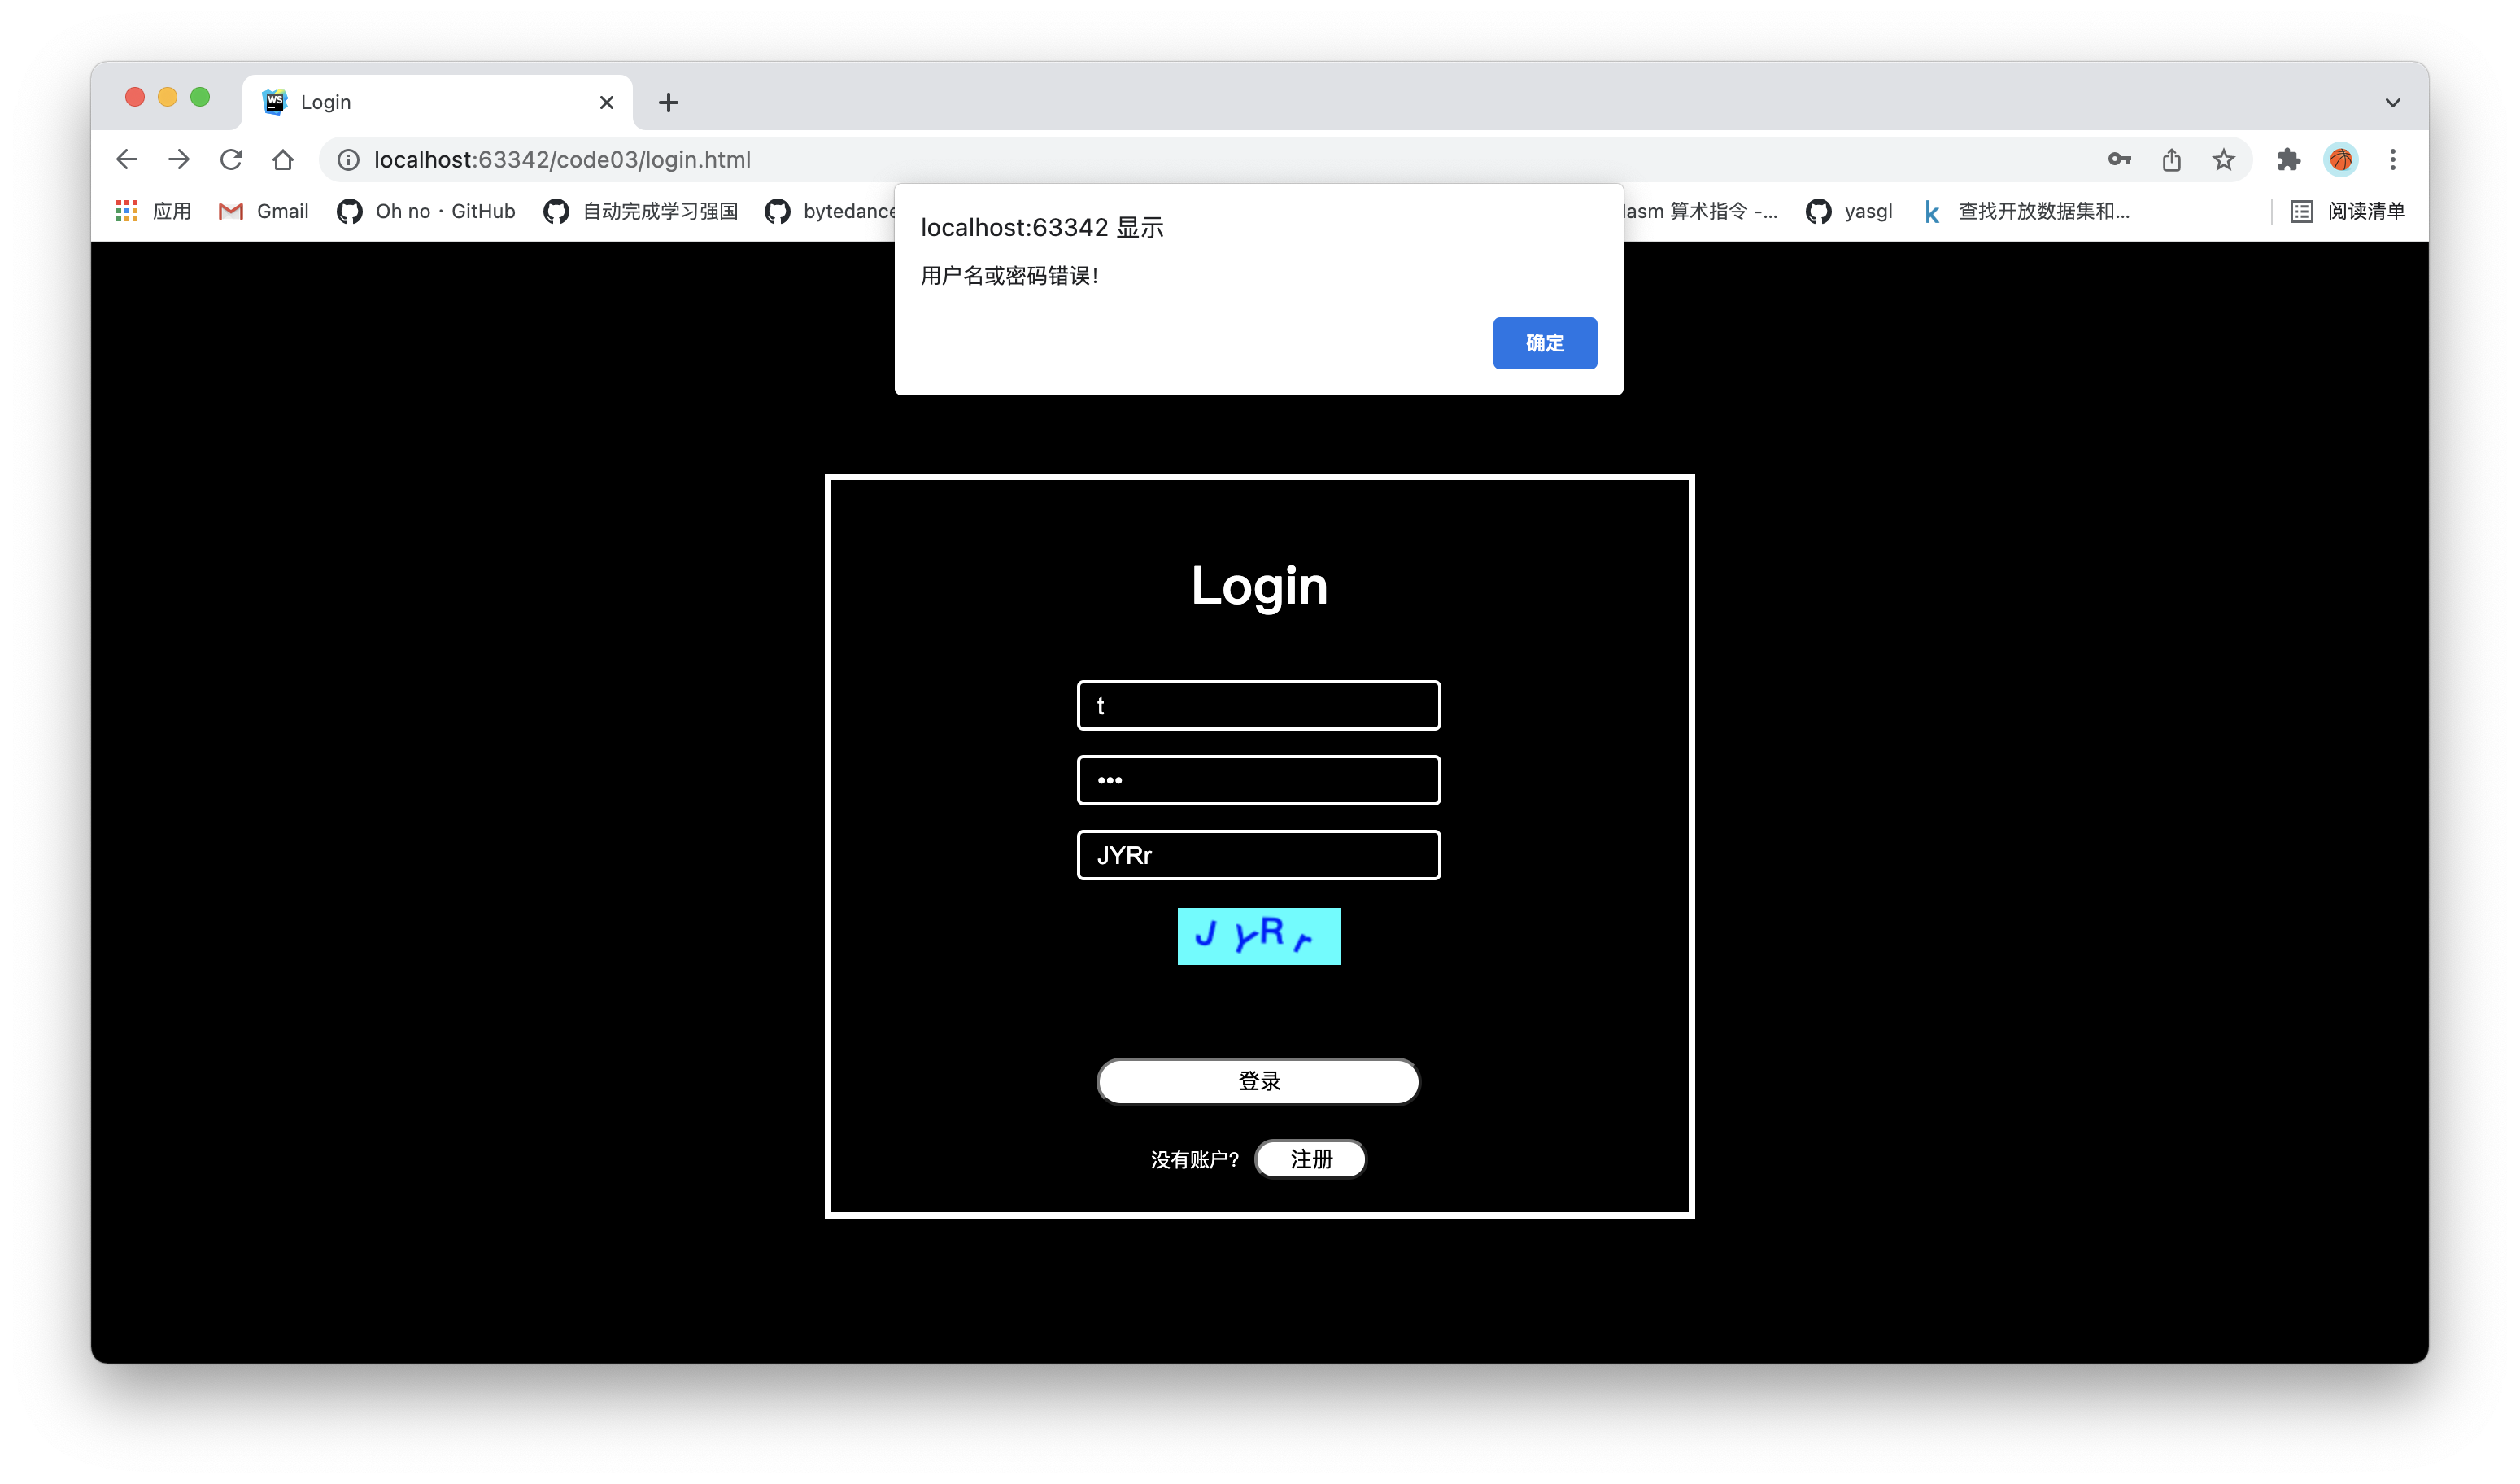 WS
Login
localhost:63342/code03/login.html
应用 Gmail Oh no · GitHub 自动完成学习强国 bytedance lasm 算术指令 -... yasgl k 查找开放数据集和... 阅读清单
localhost:63342 显示
用户名或密码错误！
确定
Login
t
•••
JYRr
JYRr
登录
没有账户？ 注册